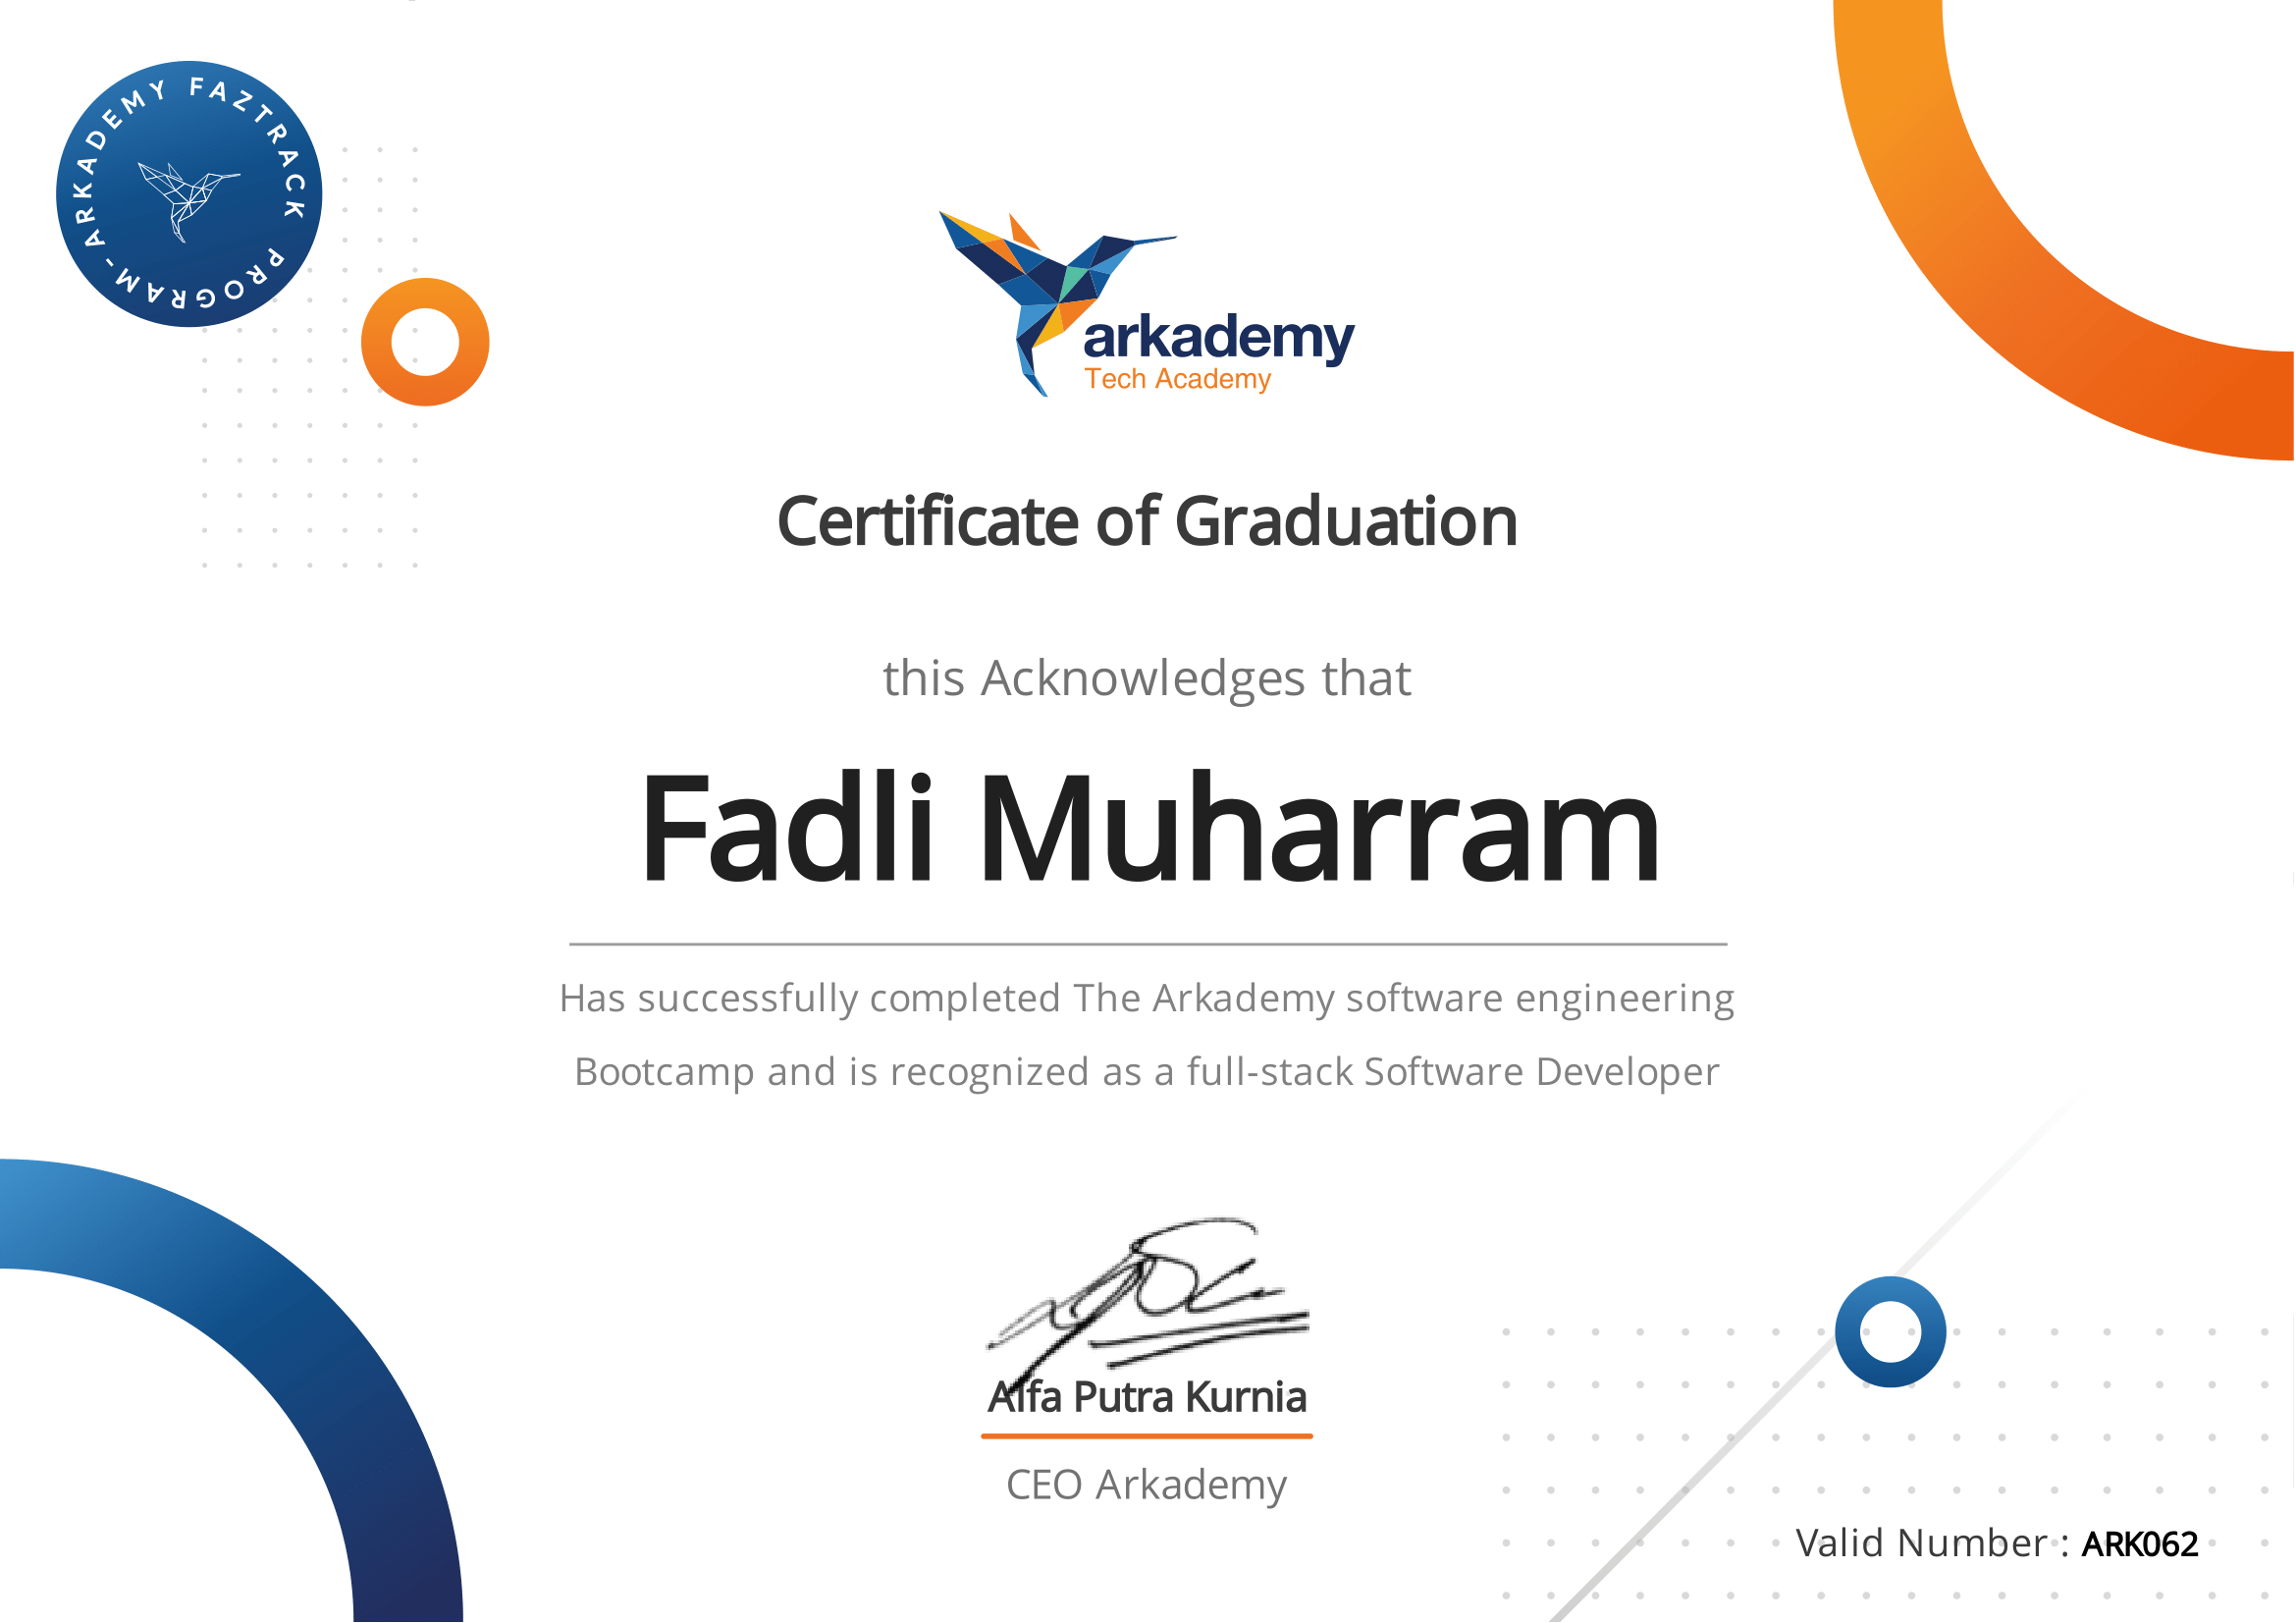 ARKADEMY FAZTRACK PROGRAM-
arkademy
Tech Academy
Certificate of Graduation
this Acknowledges that
Fadli Muharram
Has successfully completed The Arkademy software engineering
Bootcamp and is recognized as a full-stack Software Developer
Alfa Putra Kurnia
CEO Arkademy
Valid Number : ARK062